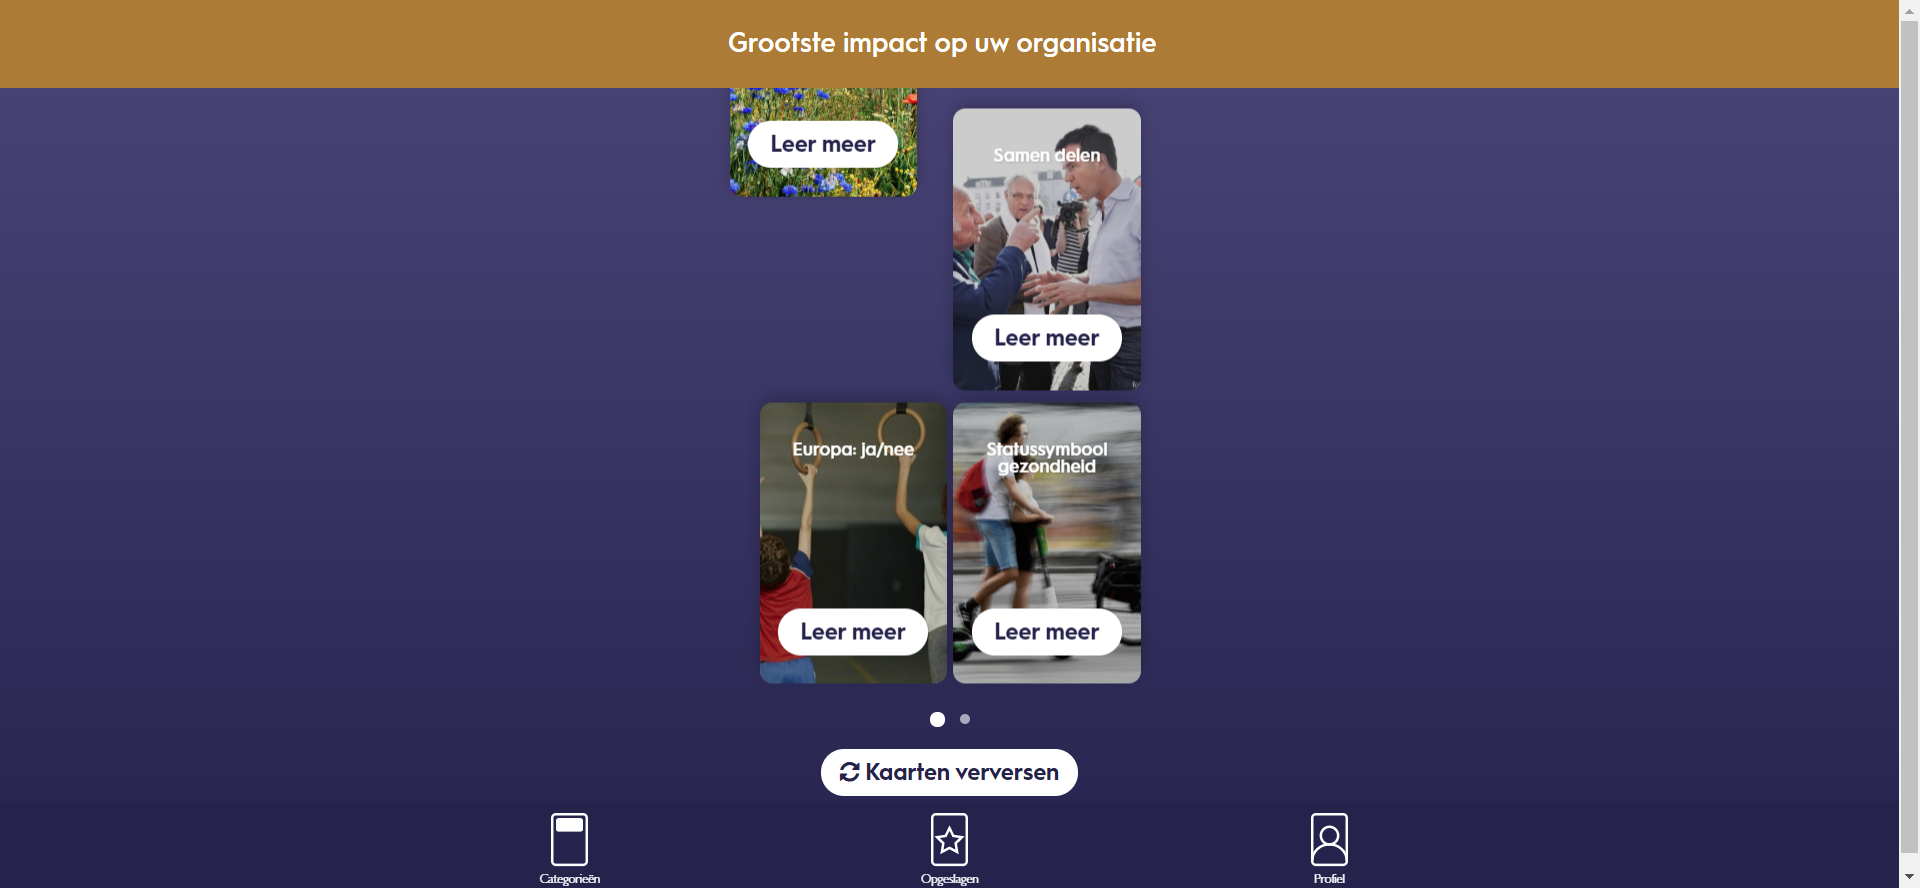 Grootste impact op uw organisatie
Leer meer
Samen delen
Leer meer
Europa: ja/nee
Leer meer
Statussymbool
gezondheid
Leer meer
Kaarten verversen
Categorieën
Opgeslagen
Profiel